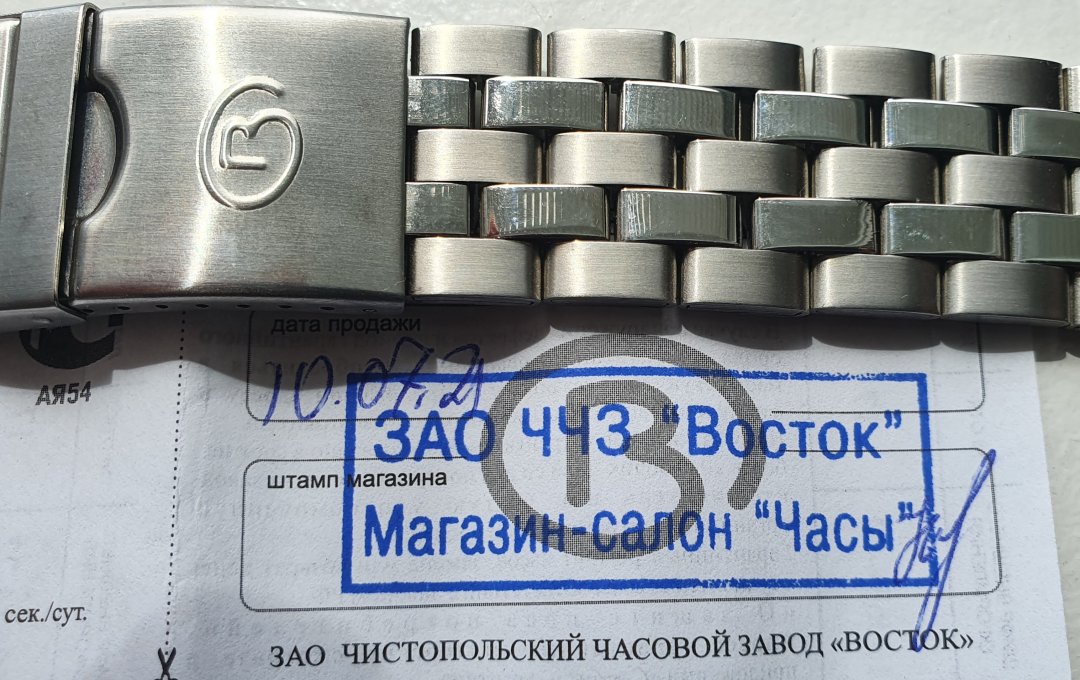 В
дата продажи
10.07.21
АЯ54
ЗАО ЧЧЗ "Восток"
штамп магазина
Магазин-салон "Часы"
сек./сут.
ЗАО ЧИСТОПОЛЬСКИЙ ЧАСОВОЙ ЗАВОД «ВОСТОК»